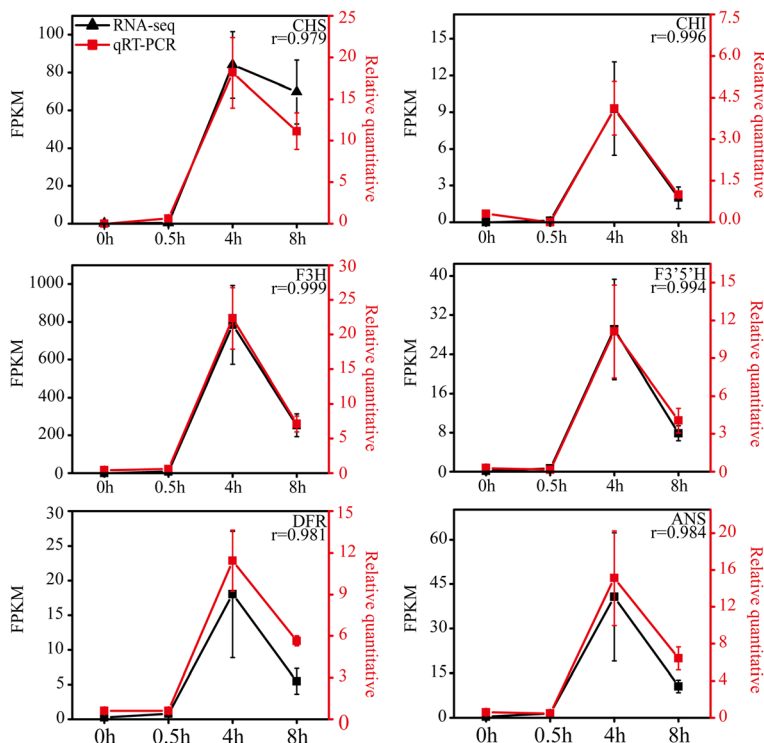 CHS
r=0.979
RNA-seq
qRT-PCR
FPKM
100
80
60
40
20
0
0h 0.5h 4h 8h
25
20
15
10
5
0
Relative quantitative
CHI
r=0.996
FPKM
15
12
9
6
3
0
0h 0.5h 4h 8h
7.5
6.0
4.5
3.0
1.5
0.0
Relative quantitative
F3H
r=0.999
FPKM
1000
800
600
400
200
0
0h 0.5h 4h 8h
30
25
20
15
10
5
0
Relative quantitative
F3’5’H
r=0.994
FPKM
40
32
24
16
8
0
0h 0.5h 4h 8h
15
12
9
6
3
0
Relative quantitative
DFR
r=0.981
FPKM
30
25
20
15
10
5
0
0h 0.5h 4h 8h
15
12
9
6
3
0
Relative quantitative
ANS
r=0.984
FPKM
60
45
30
15
0
0h 0.5h 4h 8h
20
16
12
8
4
0
Relative quantitative